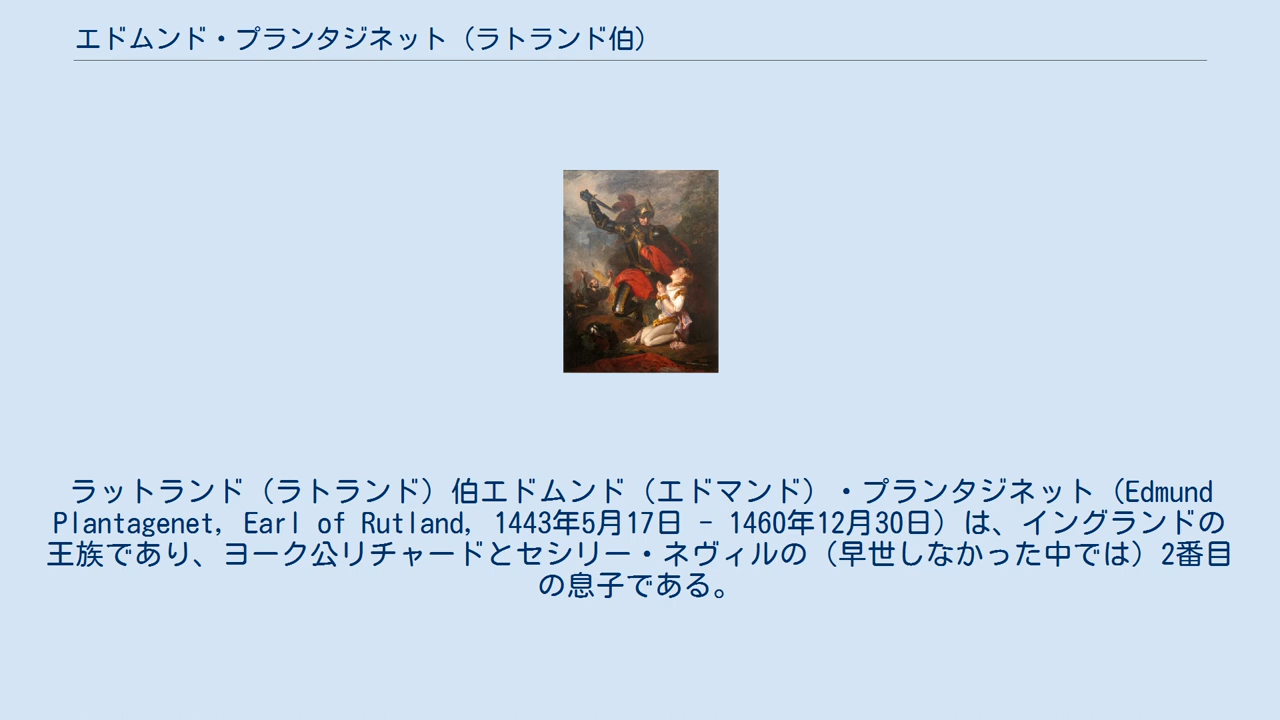 エドムンド・プランタジネット（ラトランド伯）
ラットランド（ラトランド）伯エドムンド（エドマンド）・プランタジネット（Edmund
Plantagenet, Earl of Rutland, 1443年5月17日 - 1460年12月30日）は、イングランドの
王族であり、ヨーク公リチャードとセシリー・ネヴィルの（早世しなかった中では）2番目
の息子である。